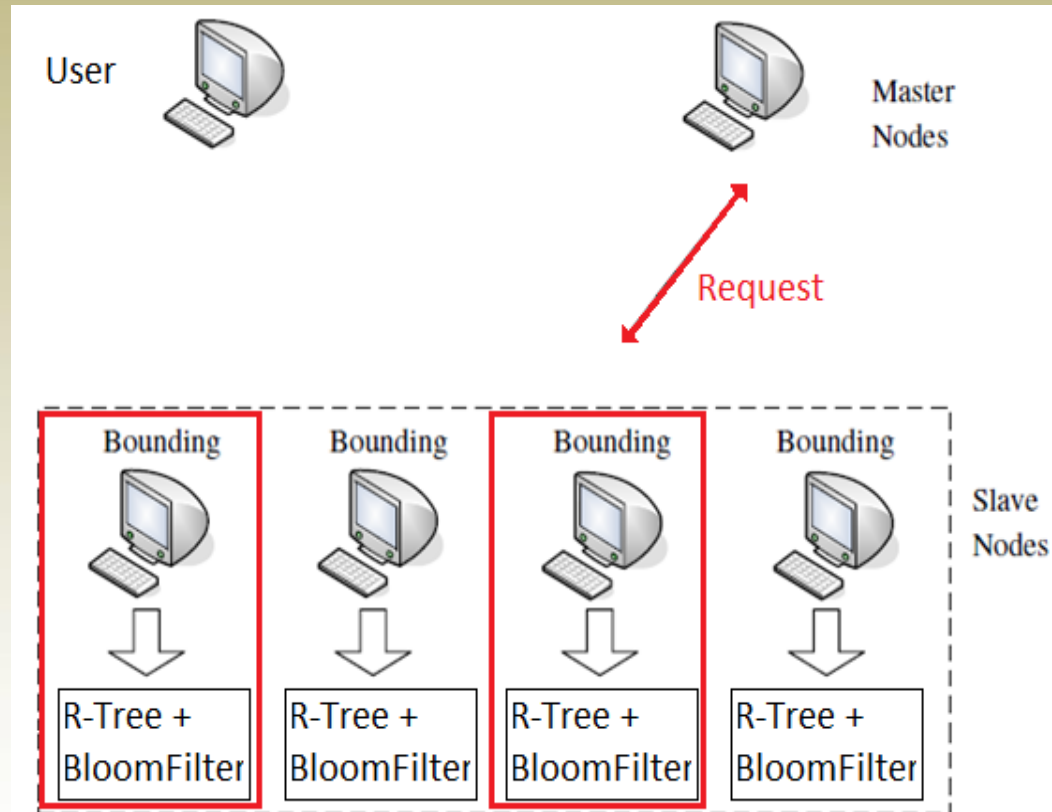 User
Master
Nodes
Request
Bounding
Bounding
Bounding
Bounding
Slave
Nodes
R-Tree +
BloomFilter
R-Tree +
BloomFilter
R-Tree +
BloomFilter
R-Tree +
BloomFilter